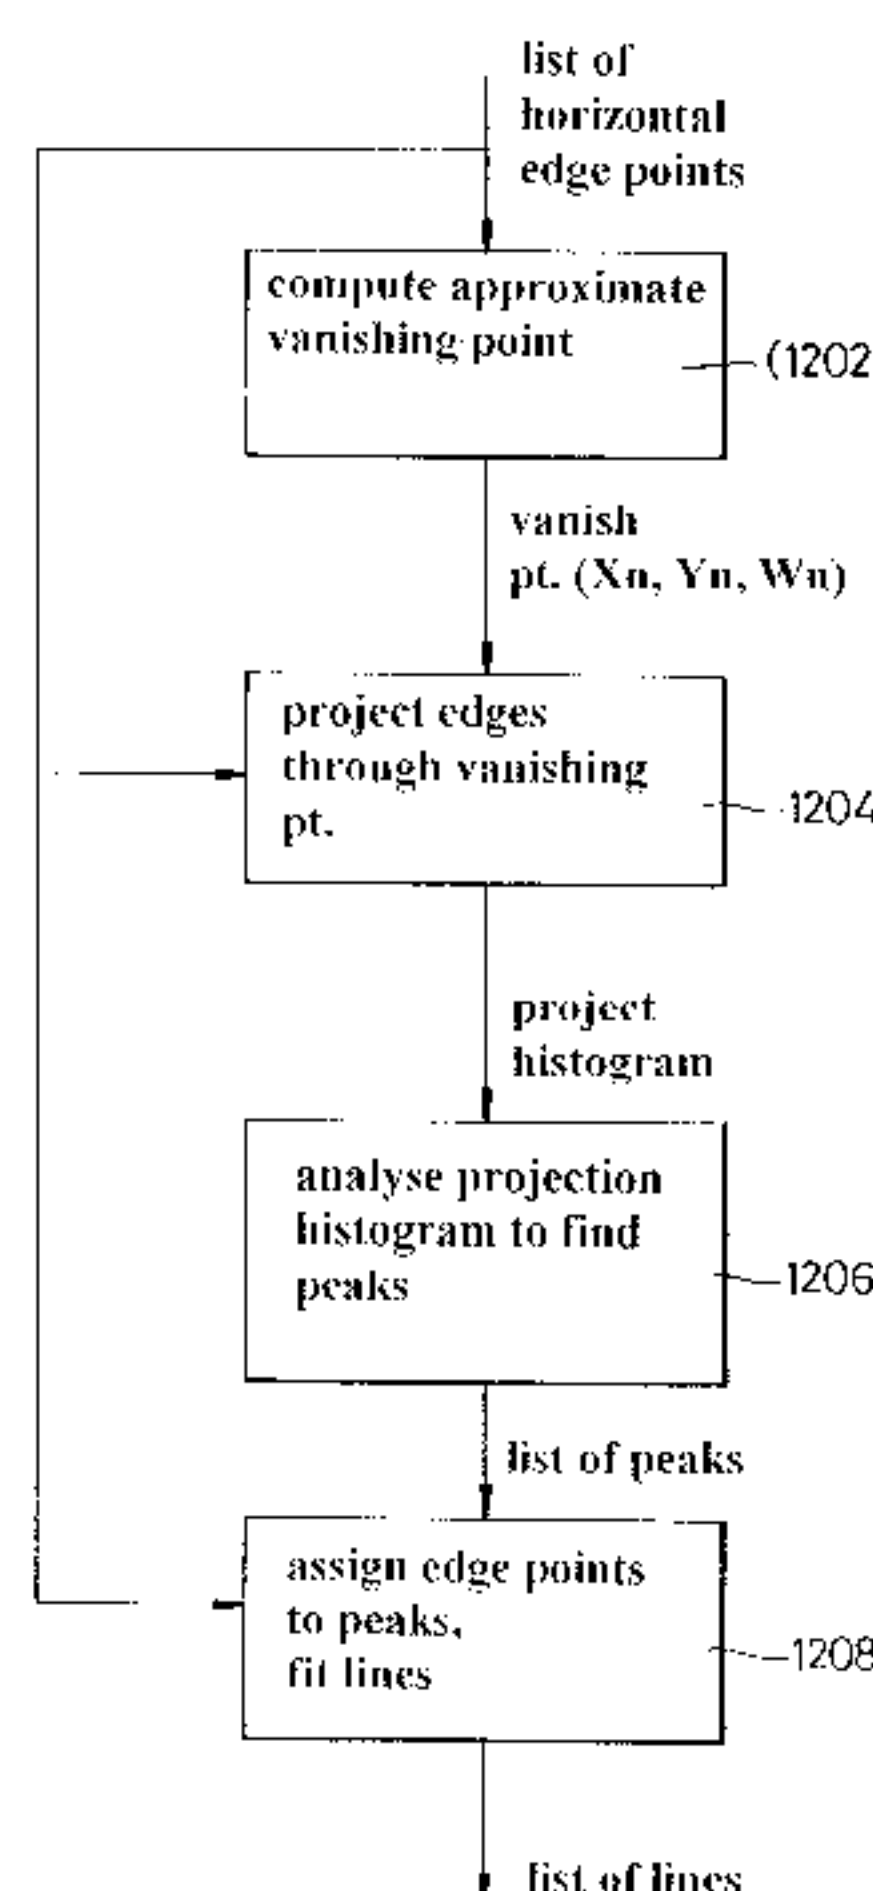 list of
horizontal
edge points
compute approximate
vanishing point
(1202
vanish
pt. (Xn, Yn, Wn)
project edges
through vanishing
pt.
1204
project
histogram
analyse projection
histogram to find
peaks
1206
list of peaks
assign edge points
to peaks,
fit lines
1208
list of lines